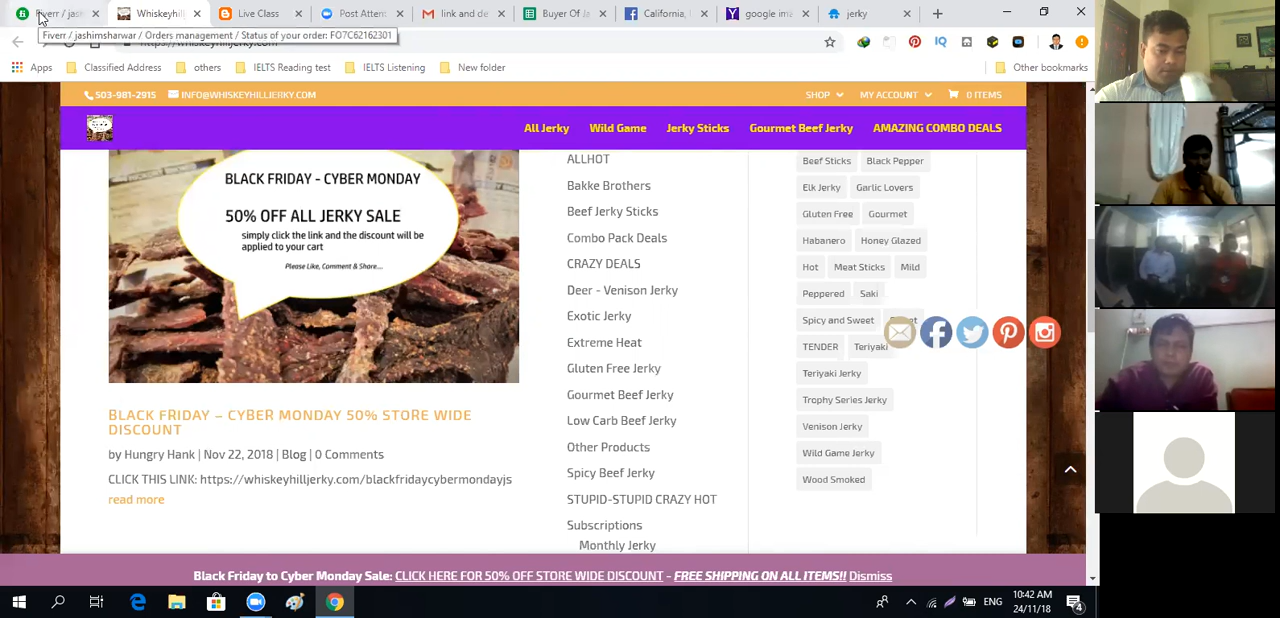 Fiverr / jash
Whiskeyhill
Live Class
Post Attem
link and de
Buyer Of Ja
California,
google ima
jerky
Fiverr / jashimsharwar / Orders management / Status of your order: FO7C62162301
Apps
Classified Address
others
IELTS Reading test
IELTS Listening
New folder
Other bookmarks
503-981-2915
INFO@WHISKEYHILLJERKY.COM
SHOP
MY ACCOUNT
0 ITEMS
All Jerky
Wild Game
Jerky Sticks
Gourmet Beef Jerky
AMAZING COMBO DEALS
BLACK FRIDAY - CYBER MONDAY
50% OFF ALL JERKY SALE
simply click the link and the discount will be
applied to your cart
Please Like, Comment & Share....
BLACK FRIDAY – CYBER MONDAY 50% STORE WIDE
DISCOUNT
by Hungry Hank | Nov 22, 2018 | Blog | 0 Comments
CLICK THIS LINK: https://whiskeyhilljerky.com/blackfridaycybermondayjs
read more
ALLHOT
Bakke Brothers
Beef Jerky Sticks
Combo Pack Deals
CRAZY DEALS
Deer - Venison Jerky
Exotic Jerky
Extreme Heat
Gluten Free Jerky
Gourmet Beef Jerky
Low Carb Beef Jerky
Other Products
Spicy Beef Jerky
STUPID-STUPID CRAZY HOT
Subscriptions
Monthly Jerky
Beef Sticks
Black Pepper
Elk Jerky
Garlic Lovers
Gluten Free
Gourmet
Habanero
Honey Glazed
Hot
Meat Sticks
Mild
Peppered
Saki
Spicy and Sweet
TENDER
Teriyaki
Teriyaki Jerky
Trophy Series Jerky
Venison Jerky
Wild Game Jerky
Wood Smoked
Black Friday to Cyber Monday Sale: CLICK HERE FOR 50% OFF STORE WIDE DISCOUNT - FREE SHIPPING ON ALL ITEMS!! Dismiss
ENG
10:42 AM
24/11/18
4